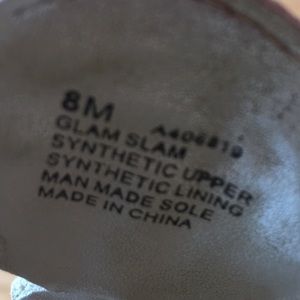 8M A406819
GLAM SLAM
SYNTHETIC UPPER
SYNTHETIC LINING
MAN MADE SOLE
MADE IN CHINA